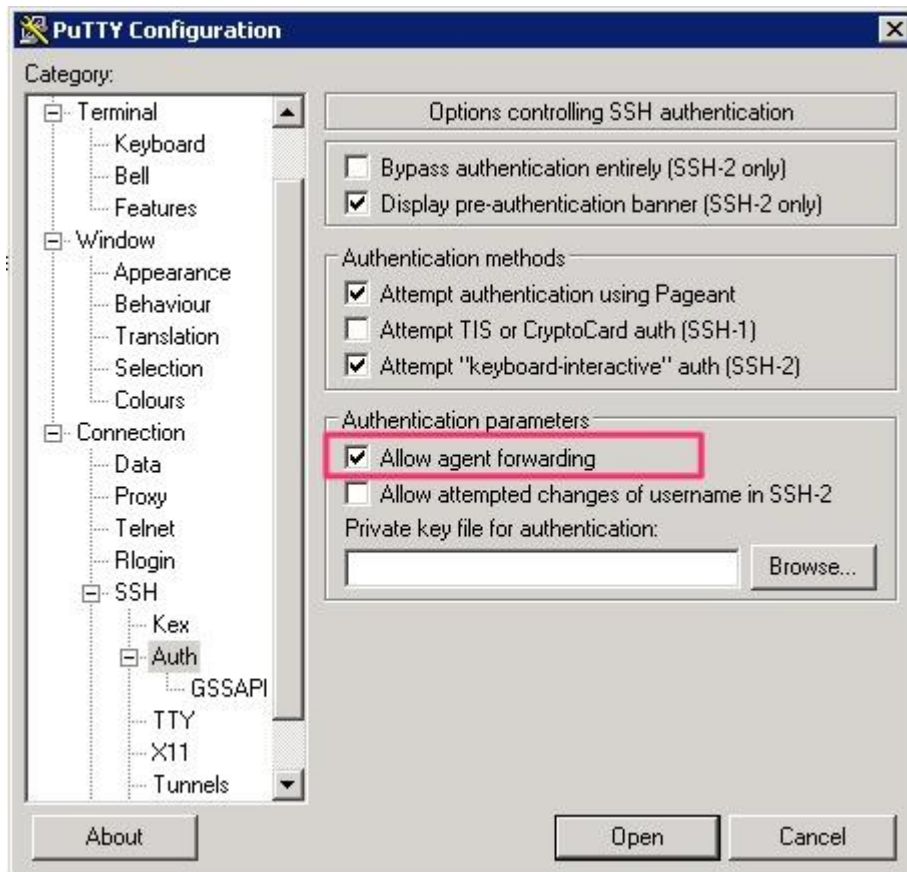 PuTTY Configuration
Category:
Terminal
Keyboard
Bell
Features
Window
Appearance
Behaviour
Translation
Selection
Colours
Connection
Data
Proxy
Telnet
Rlogin
SSH
Kex
Auth
GSSAPI
TTY
X11
Tunnels
Options controlling SSH authentication
Bypass authentication entirely (SSH-2 only)
Display pre-authentication banner (SSH-2 only)
Authentication methods
Attempt authentication using Pageant
Attempt TIS or CryptoCard auth (SSH-1)
Attempt "keyboard-interactive" auth (SSH-2)
Authentication parameters
Allow agent forwarding
Allow attempted changes of username in SSH-2
Private key file for authentication:
Browse...
About
Open
Cancel